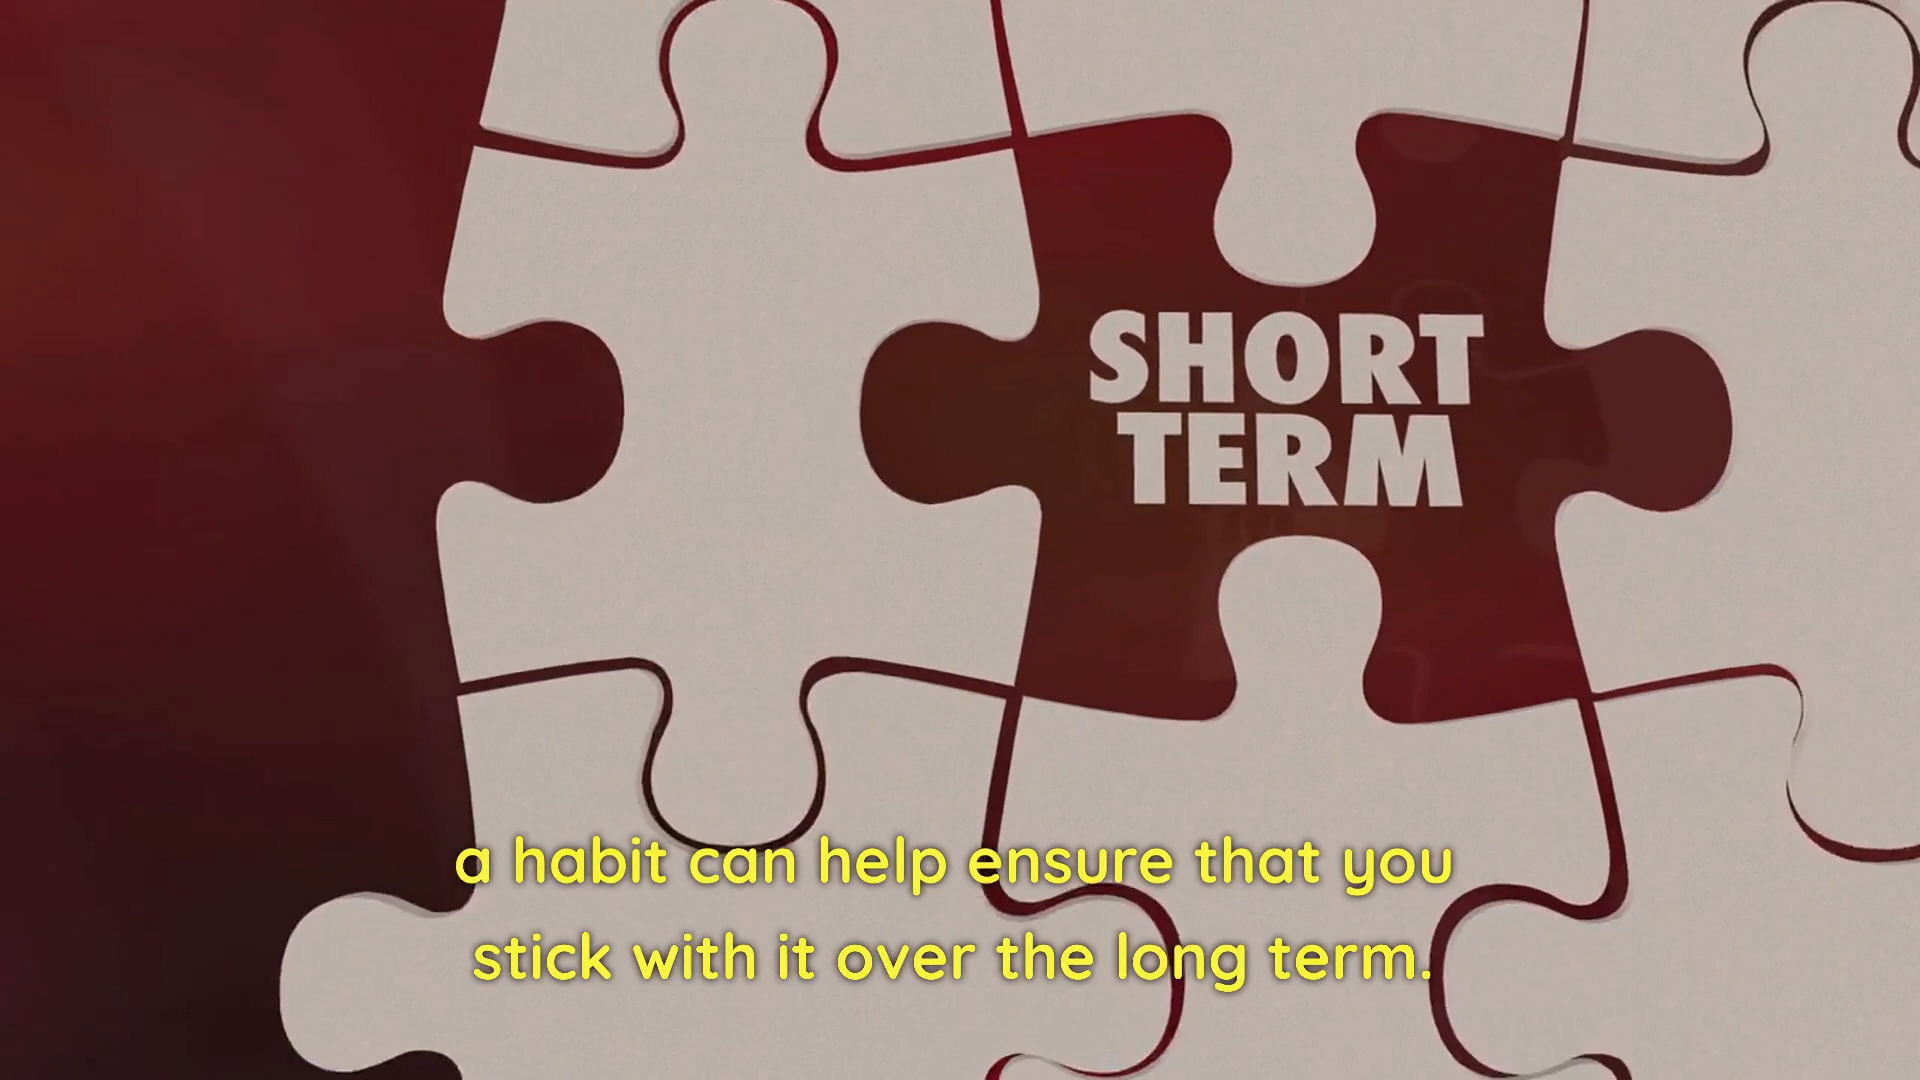 SHORT
TERM
a habit can help ensure that you
stick with it over the long term.